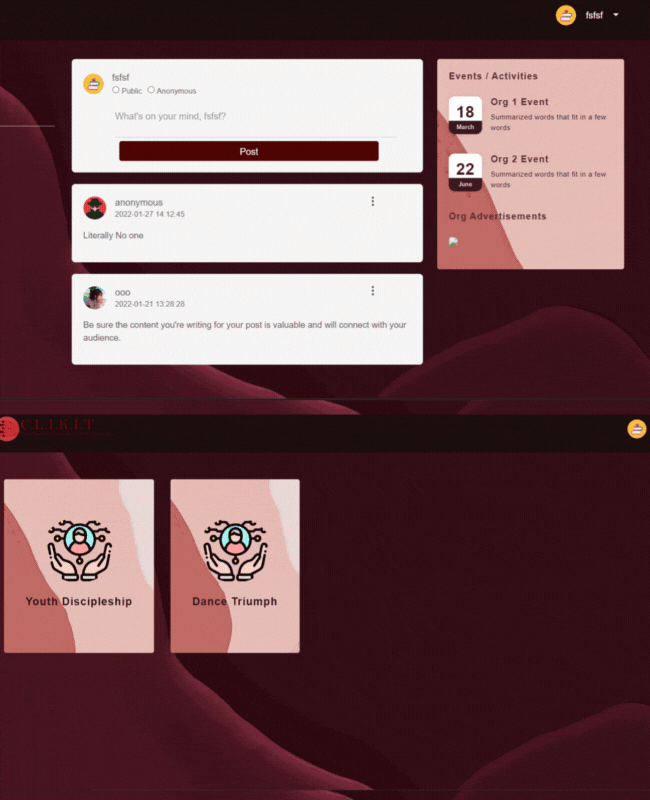 fsfsf
fsfsf
Public Anonymous
What's on your mind, fsfsf?
Post
anonymous
2022-01-27 14:12:45
Literally No one
ooo
2022-01-21 13:28:28
Be sure the content you're writing for your post is valuable and will connect with your
audience.
Events / Activities
18
March
Org 1 Event
Summarized words that fit in a few
words
22
June
Org 2 Event
Summarized words that fit in a few
words
Org Advertisements
C.L.I.K.I.T
Youth Discipleship
Dance Triumph